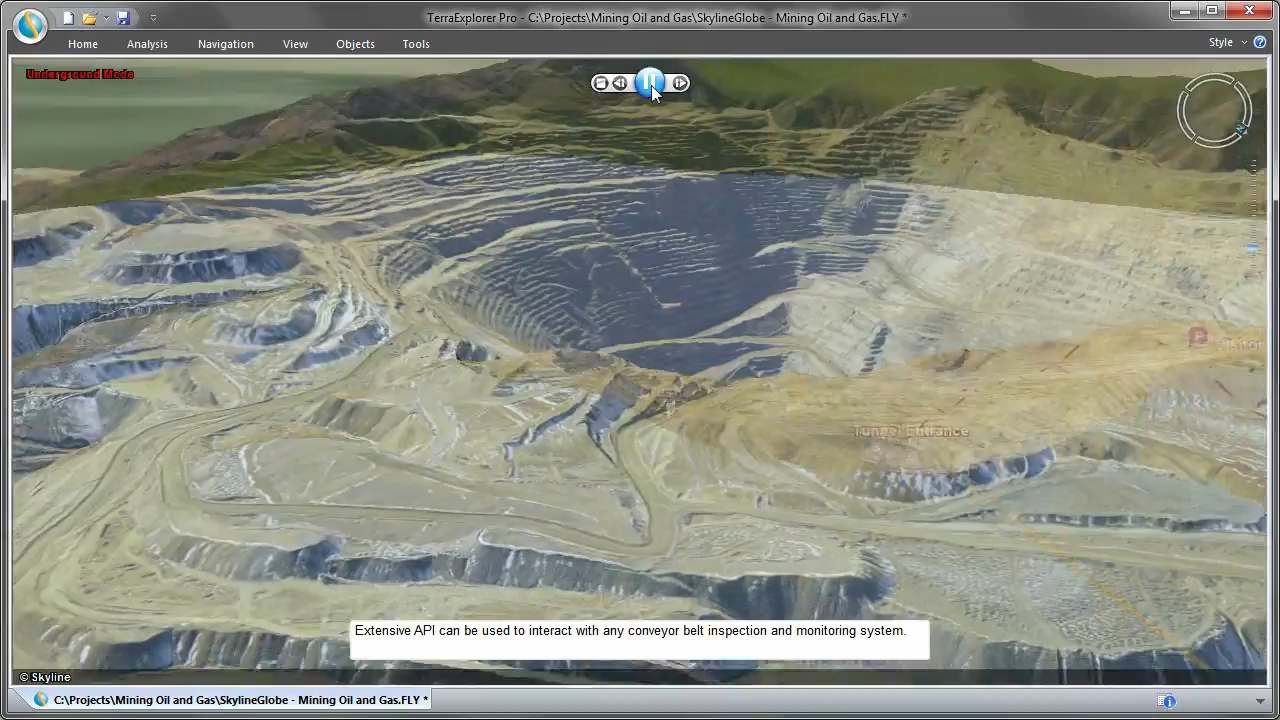 TerraExplorer Pro - C:\Projects\Mining Oil and Gas\SkylineGlobe - Mining Oil and Gas.FLY *
Home Analysis Navigation View Objects Tools Style
Underground Mode
Visitor
Tunnel Entrance
Extensive API can be used to interact with any conveyor belt inspection and monitoring system.
© Skyline
C:\Projects\Mining Oil and Gas\SkylineGlobe - Mining Oil and Gas.FLY *